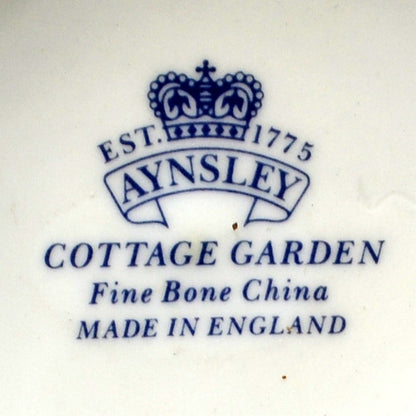 EST. 1775
AYNSLEY
COTTAGE GARDEN
Fine Bone China
MADE IN ENGLAND